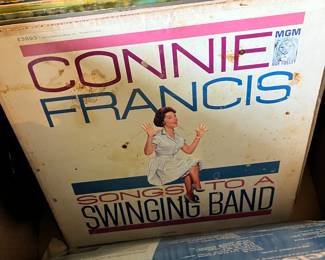 E3893
MGM
CONNIE
FRANCIS
SONGS TO A
SWINGING BAND